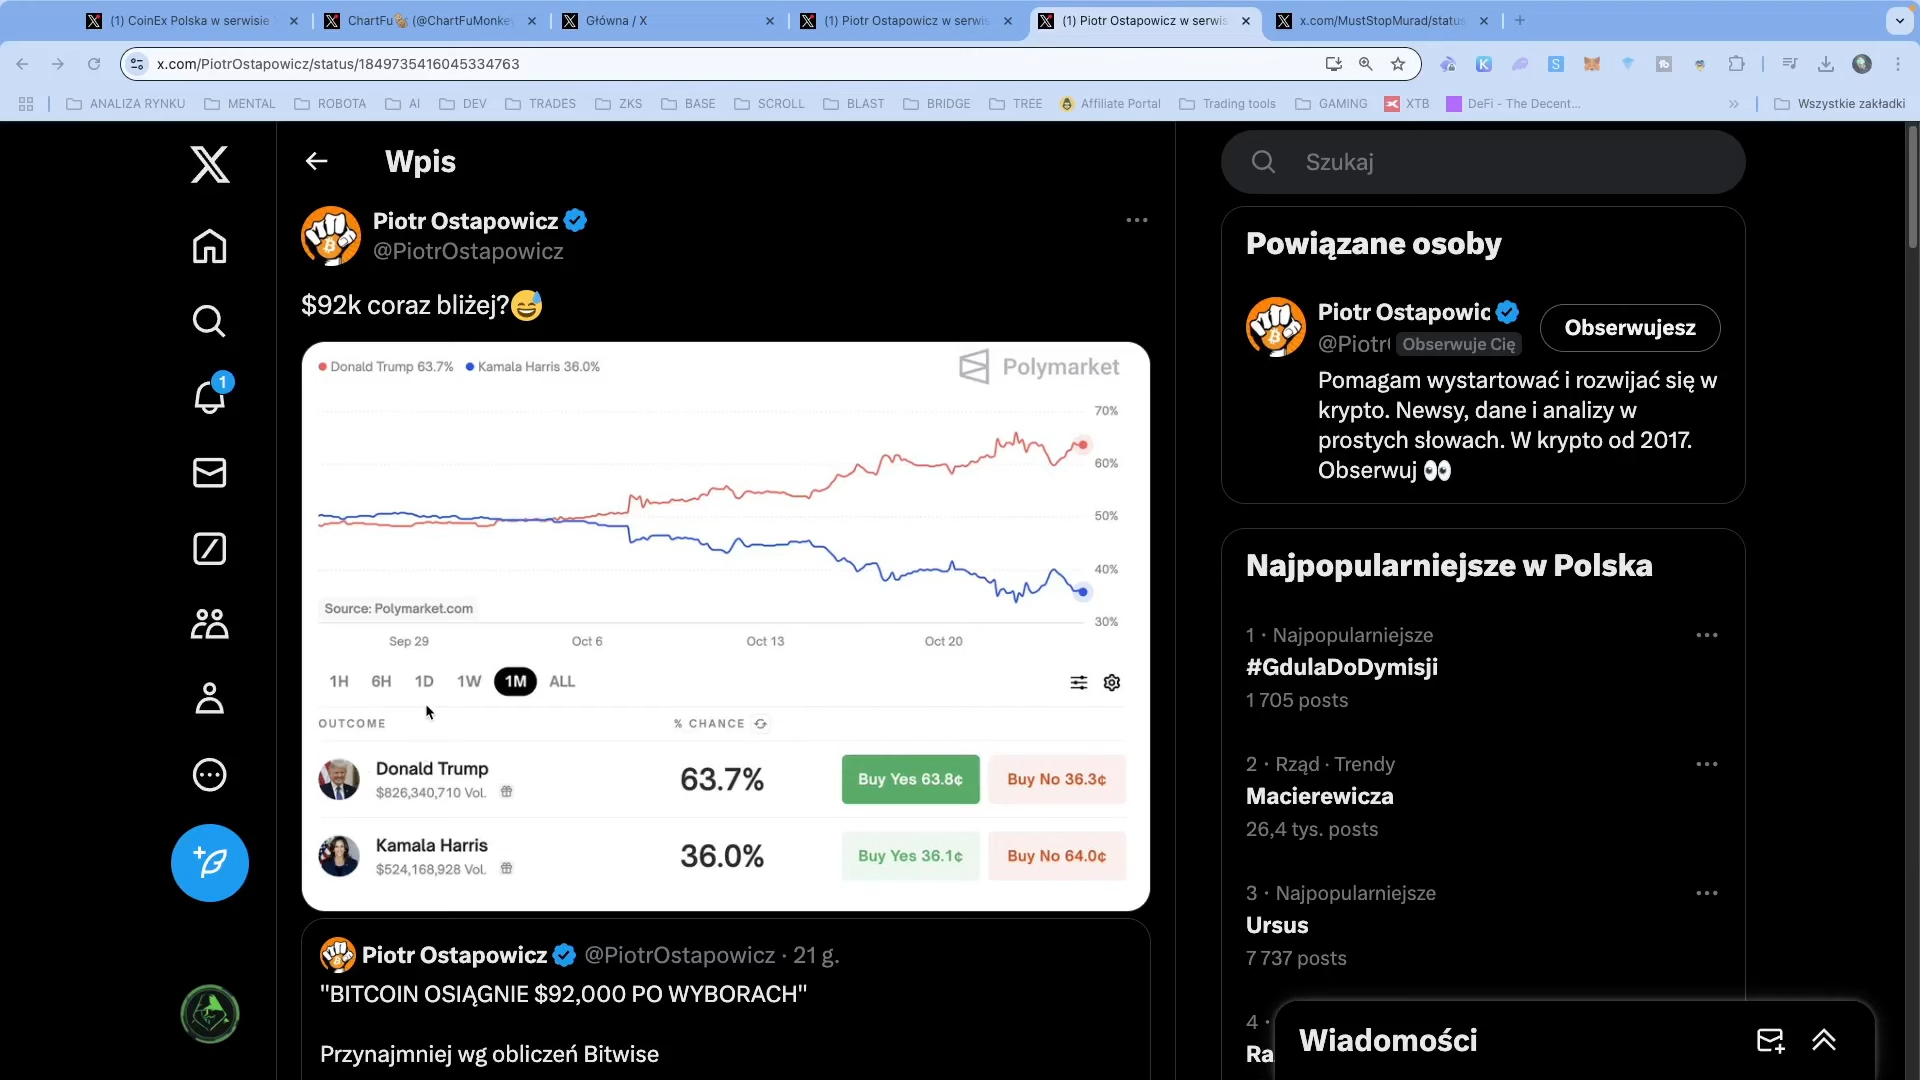 (1) CoinEx Polska w serwisie
ChartFu (@ChartFuMonkey
Główna / X
(1) Piotr Ostapowicz w serwis
(1) Piotr Ostapowicz w serwis
x.com/MustStopMurad/status
x.com/PiotrOstapowicz/status/1849735416045334763
ANALIZA RYNKU
MENTAL
ROBOTA
AI
DEV
TRADES
ZKS
BASE
SCROLL
BLAST
BRIDGE
TREE
Affiliate Portal
Trading tools
GAMING
XTB
DeFi - The Decent...
Wszystkie zakładki
Wpis
Szukaj
1
Piotr Ostapowicz
@PiotrOstapowicz
$92k coraz bliżej?😅
Donald Trump 63.7% Kamala Harris 36.0%
Polymarket
70%
60%
50%
40%
30%
Source: Polymarket.com
Sep 29 Oct 6 Oct 13 Oct 20
1H 6H 1D 1W 1M ALL
OUTCOME % CHANCE
Donald Trump
$826,340,710 Vol.
63.7%
Buy Yes 63.8¢
Buy No 36.3¢
Kamala Harris
$524,168,928 Vol.
36.0%
Buy Yes 36.1¢
Buy No 64.0¢
Piotr Ostapowicz @PiotrOstapowicz · 21 g.
"BITCOIN OSIĄGNIE $92,000 PO WYBORACH"
Przynajmniej wg obliczeń Bitwise
Powiązane osoby
Piotr Ostapowic
@Piotr
Obserwuje Cię
Obserwujesz
Pomagam wystartować i rozwijać się w
krypto. Newsy, dane i analizy w
prostych słowach. W krypto od 2017.
Obserwuj 👀
Najpopularniejsze w Polska
1 · Najpopularniejsze
#GdulaDoDymisji
1 705 posts
2 · Rząd · Trendy
Macierewicza
26,4 tys. posts
3 · Najpopularniejsze
Ursus
7 737 posts
4 ·
Ra
Wiadomości